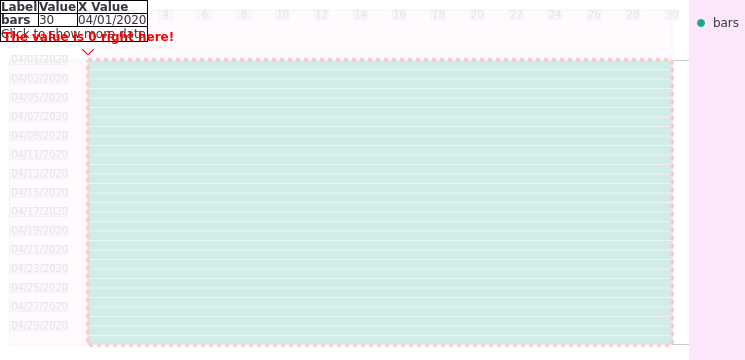 Label Value X Value
bars 30 04/01/2020
Click to show more data
The value is 0 right here!
4 6 8 10 12 14 16 18 20 22 24 26 28 30
bars
04/01/2020
04/03/2020
04/05/2020
04/07/2020
04/09/2020
04/11/2020
04/13/2020
04/15/2020
04/17/2020
04/19/2020
04/21/2020
04/23/2020
04/25/2020
04/27/2020
04/29/2020